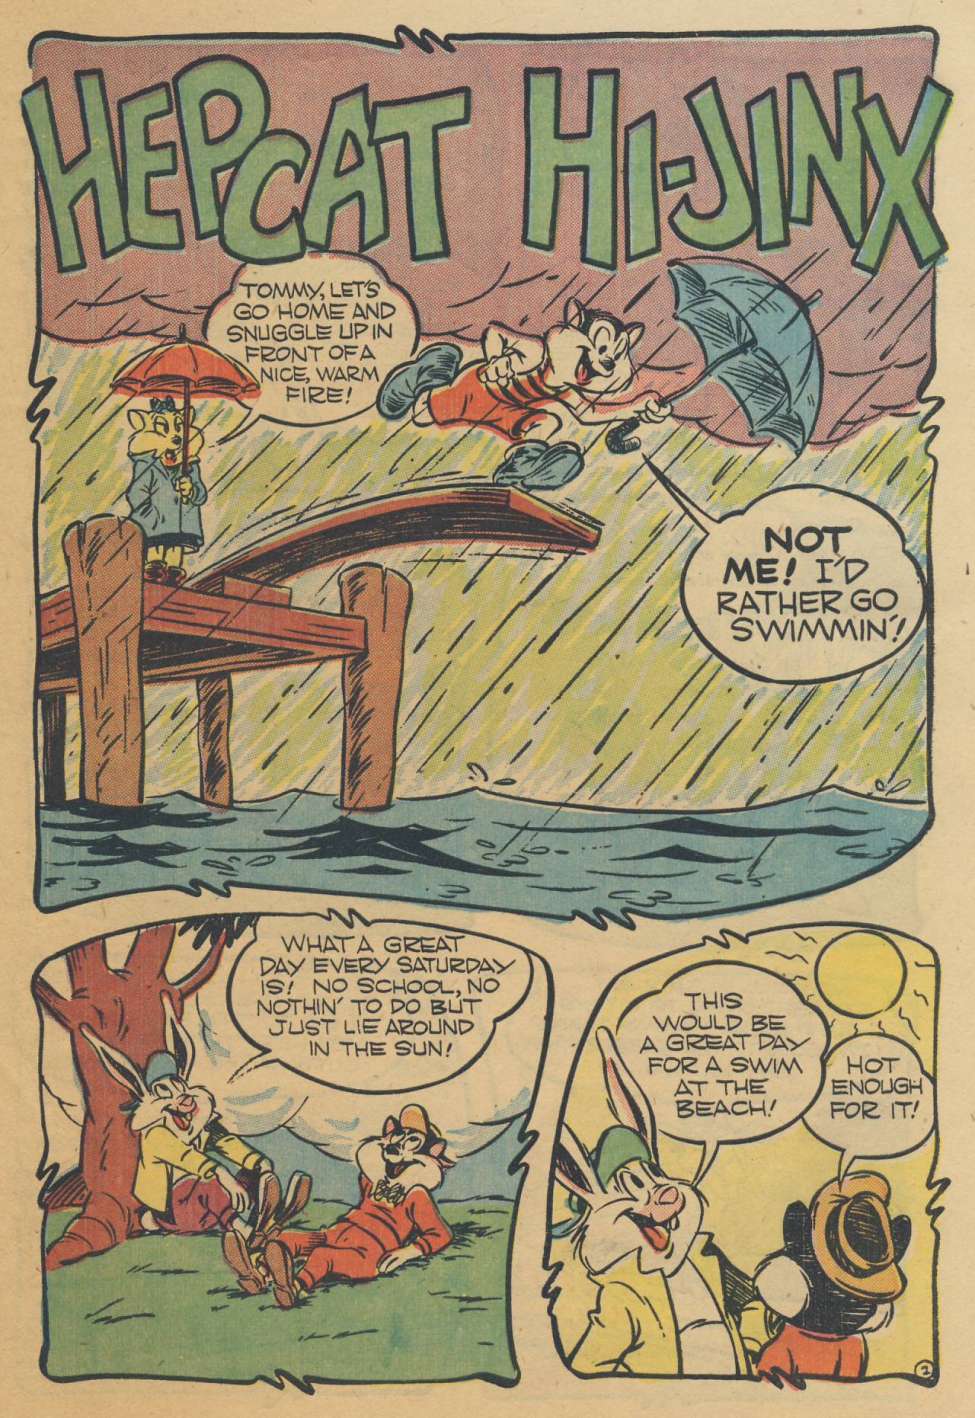 HEPCAT HI-JINX
TOMMY, LET'S
GO HOME AND
SNUGGLE UP IN
FRONT OF A
NICE, WARM
FIRE!
NOT
ME! I'D
RATHER GO
SWIMMIN'!
WHAT A GREAT
DAY EVERY SATURDAY
IS! NO SCHOOL, NO
NOTHIN' TO DO BUT
JUST LIE AROUND
IN THE SUN!
THIS
WOULD BE
A GREAT DAY
FOR A SWIM
AT THE
BEACH!
HOT
ENOUGH
FOR IT!
2